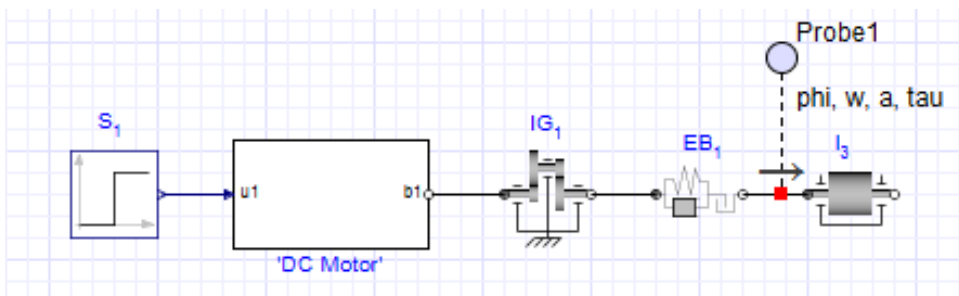 Probe1
phi, w, a, tau
S₁
IG₁
EB₁
I₃
u1
b1
'DC Motor'